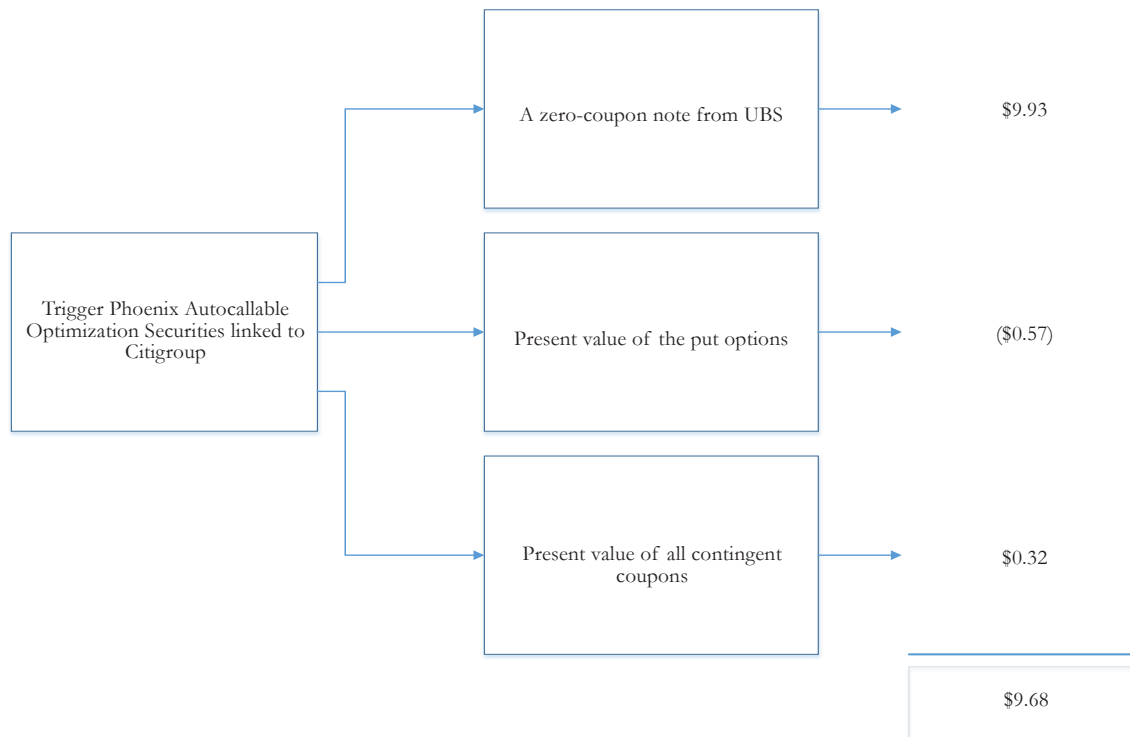 A zero-coupon note from UBS
$9.93
Trigger Phoenix Autocallable
Optimization Securities linked to
Citigroup
Present value of the put options
($0.57)
Present value of all contingent
coupons
$0.32
$9.68